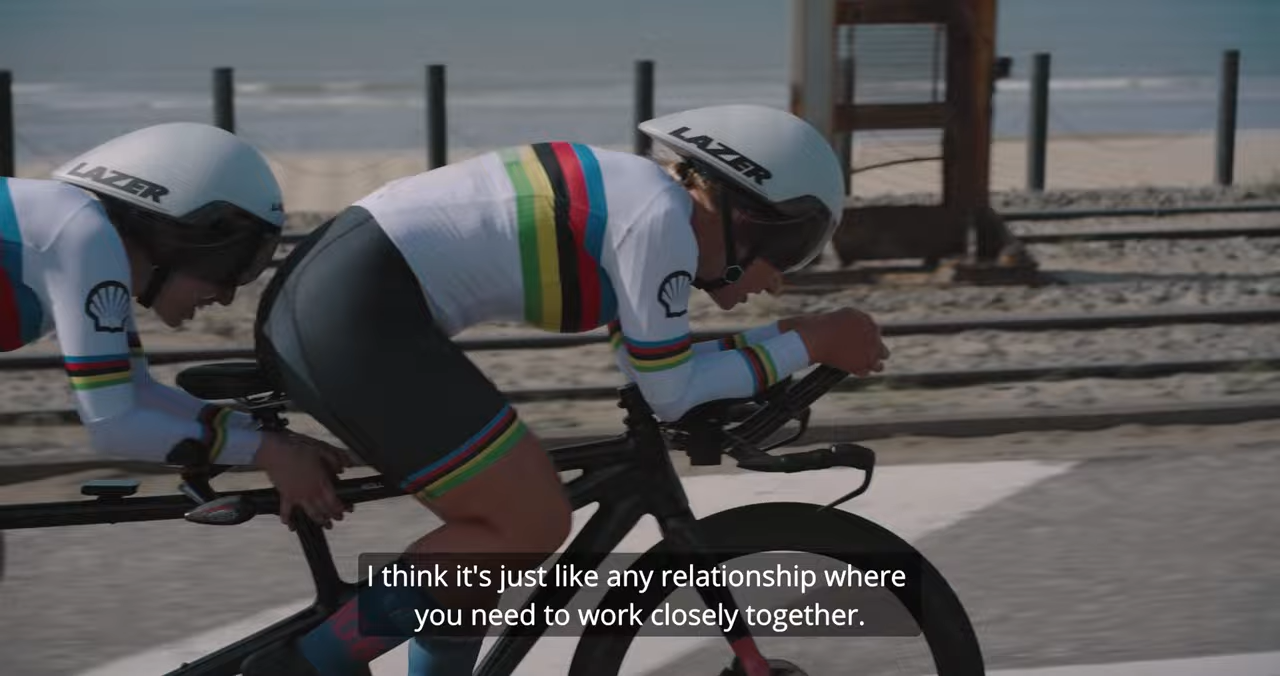 LAZER
LAZER
I think it's just like any relationship where
you need to work closely together.